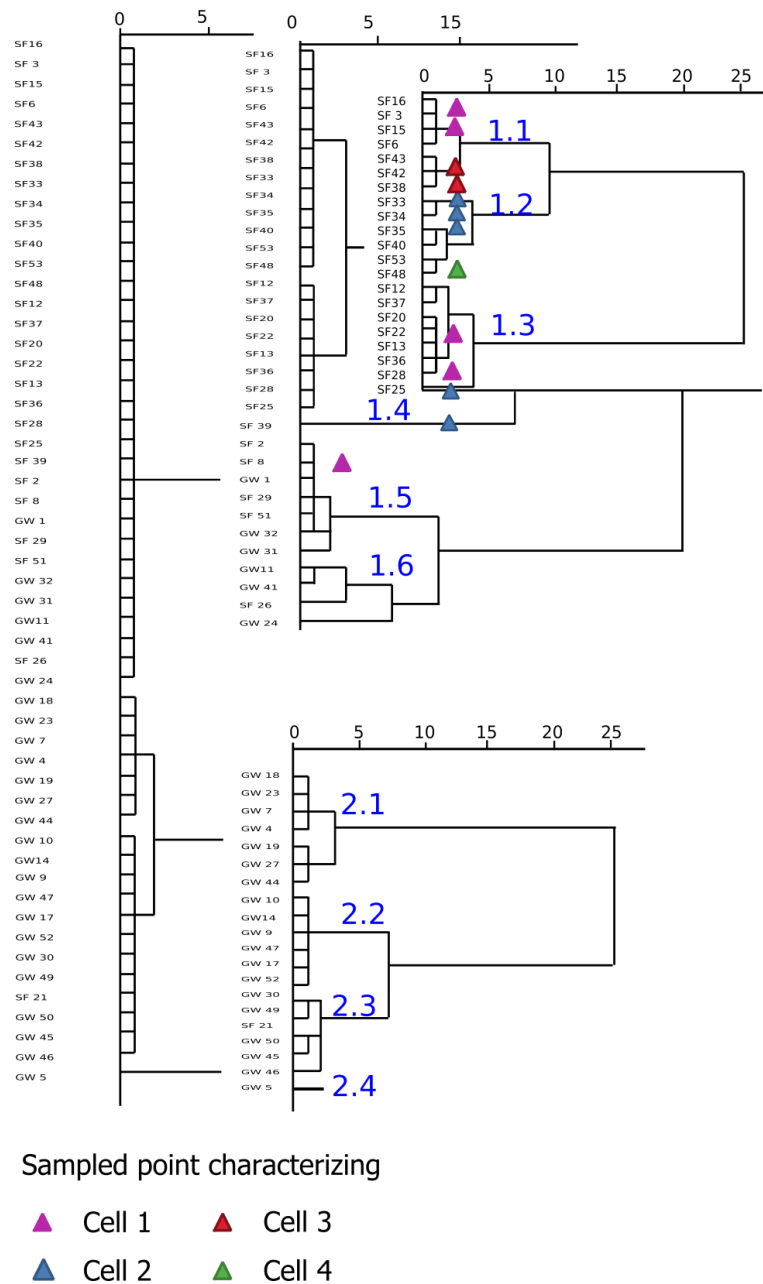 0 5
SF16
SF 3
SF15
SF6
SF43
SF42
SF38
SF33
SF34
SF35
SF40
SF53
SF48
SF12
SF37
SF20
SF22
SF13
SF36
SF28
SF25
SF 39
SF 2
SF 8
GW 1
SF 29
SF 51
GW 32
GW 31
GW11
GW 41
SF 26
GW 24
GW 18
GW 23
GW 7
GW 4
GW 19
GW 27
GW 44
GW 10
GW14
GW 9
GW 47
GW 17
GW 52
GW 30
GW 49
SF 21
GW 50
GW 45
GW 46
GW 5
0 5 15
SF16
SF 3
SF15
SF6
SF43
SF42
SF38
SF33
SF34
SF35
SF40
SF53
SF48
SF12
SF37
SF20
SF22
SF13
SF36
SF28
SF25
SF 39
SF 2
SF 8
GW 1
SF 29
SF 51
GW 32
GW 31
GW11
GW 41
SF 26
GW 24
1.4
1.5
1.6
0 5 10 15 20 25
SF16
SF 3
SF15
SF6
SF43
SF42
SF38
SF33
SF34
SF35
SF40
SF53
SF48
SF12
SF37
SF20
SF22
SF13
SF36
SF28
SF25
1.1
1.2
1.3
0 5 10 15 20 25
GW 18
GW 23
GW 7
GW 4
GW 19
GW 27
GW 44
GW 10
GW14
GW 9
GW 47
GW 17
GW 52
GW 30
GW 49
SF 21
GW 50
GW 45
GW 46
GW 5
2.1
2.2
2.3
2.4
Sampled point characterizing
Cell 1 Cell 3
Cell 2 Cell 4